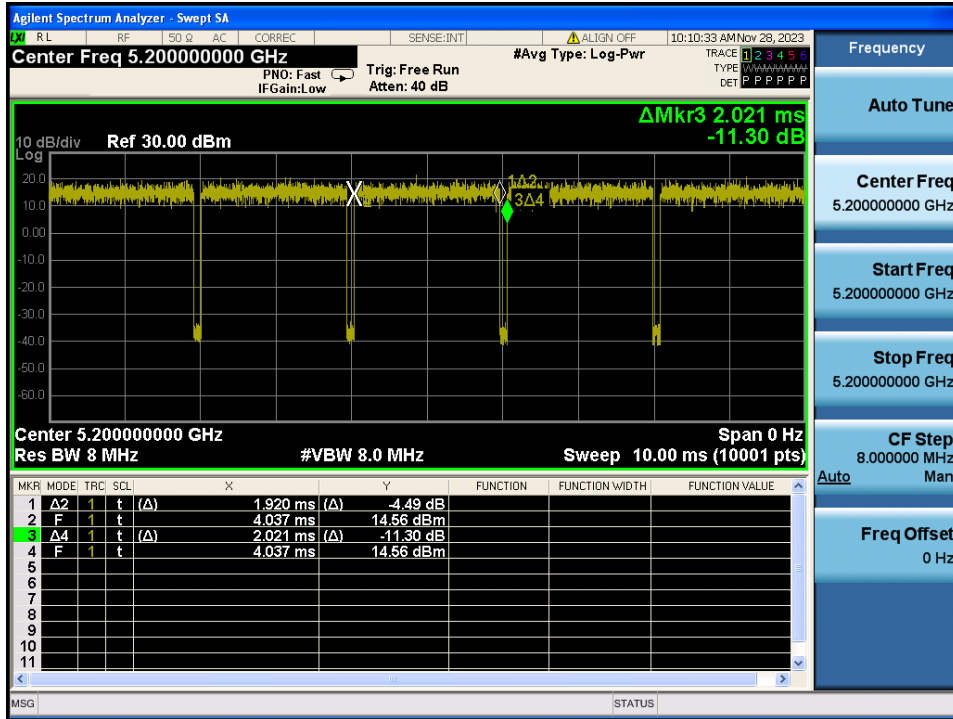 Agilent Spectrum Analyzer - Swept SA
LXI RL RF 50 Ω AC CORREC SENSE:INT ALIGN OFF 10:10:33 AM Nov 28, 2023
Center Freq 5.200000000 GHz
PNO: Fast
IFGain:Low
Trig: Free Run
Atten: 40 dB
#Avg Type: Log-Pwr
TRACE 1 2 3 4 5 6
TYPE WWWWWW
DET P P P P P P
ΔMkr3 2.021 ms
-11.30 dB
10 dB/div Ref 30.00 dBm
Log
20.0
10.0
0.00
-10.0
-20.0
-30.0
-40.0
-50.0
-60.0
X
1Δ2
3Δ4
Center 5.200000000 GHz Span 0 Hz
Res BW 8 MHz #VBW 8.0 MHz Sweep 10.00 ms (10001 pts)
MKR MODE TRC SCL X Y FUNCTION FUNCTION WIDTH FUNCTION VALUE
1 Δ2 1 t (Δ) 1.920 ms (Δ) -4.49 dB
2 F 1 t 4.037 ms 14.56 dBm
3 Δ4 1 t (Δ) 2.021 ms (Δ) -11.30 dB
4 F 1 t 4.037 ms 14.56 dBm
5
6
7
8
9
10
11
MSG STATUS
Frequency
Auto Tune
Center Freq
5.200000000 GHz
Start Freq
5.200000000 GHz
Stop Freq
5.200000000 GHz
CF Step
8.000000 MHz
Auto Man
Freq Offset
0 Hz